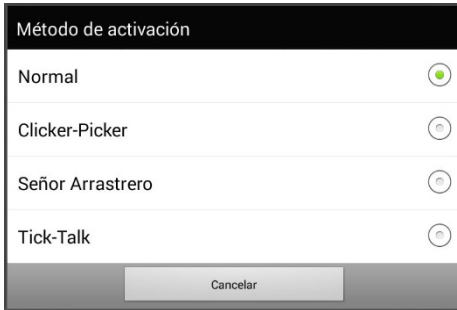 Método de activación
Normal
Clicker-Picker
Señor Arrastrero
Tick-Talk
Cancelar